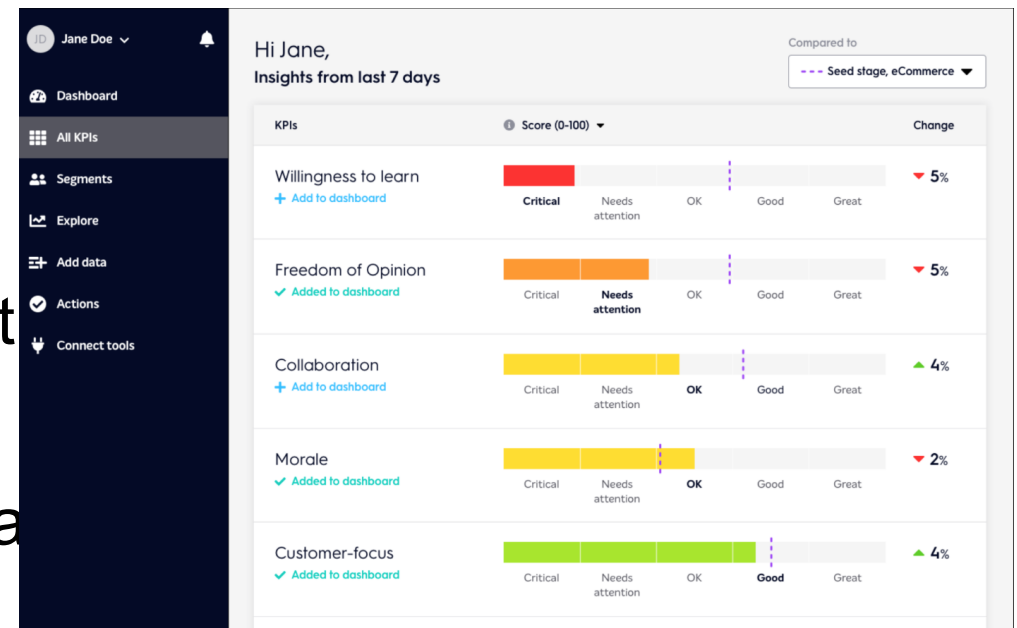 JD Jane Doe
Dashboard
All KPIs
Segments
Explore
Add data
Actions
Connect tools
t
a
Hi Jane,
Insights from last 7 days
Compared to
Seed stage, eCommerce
KPIs Score (0-100) Change
Willingness to learn
+ Add to dashboard
Critical Needs attention OK Good Great
5%
Freedom of Opinion
Added to dashboard
Critical Needs attention OK Good Great
5%
Collaboration
+ Add to dashboard
Critical Needs attention OK Good Great
4%
Morale
Added to dashboard
Critical Needs attention OK Good Great
2%
Customer-focus
Added to dashboard
Critical Needs attention OK Good Great
4%